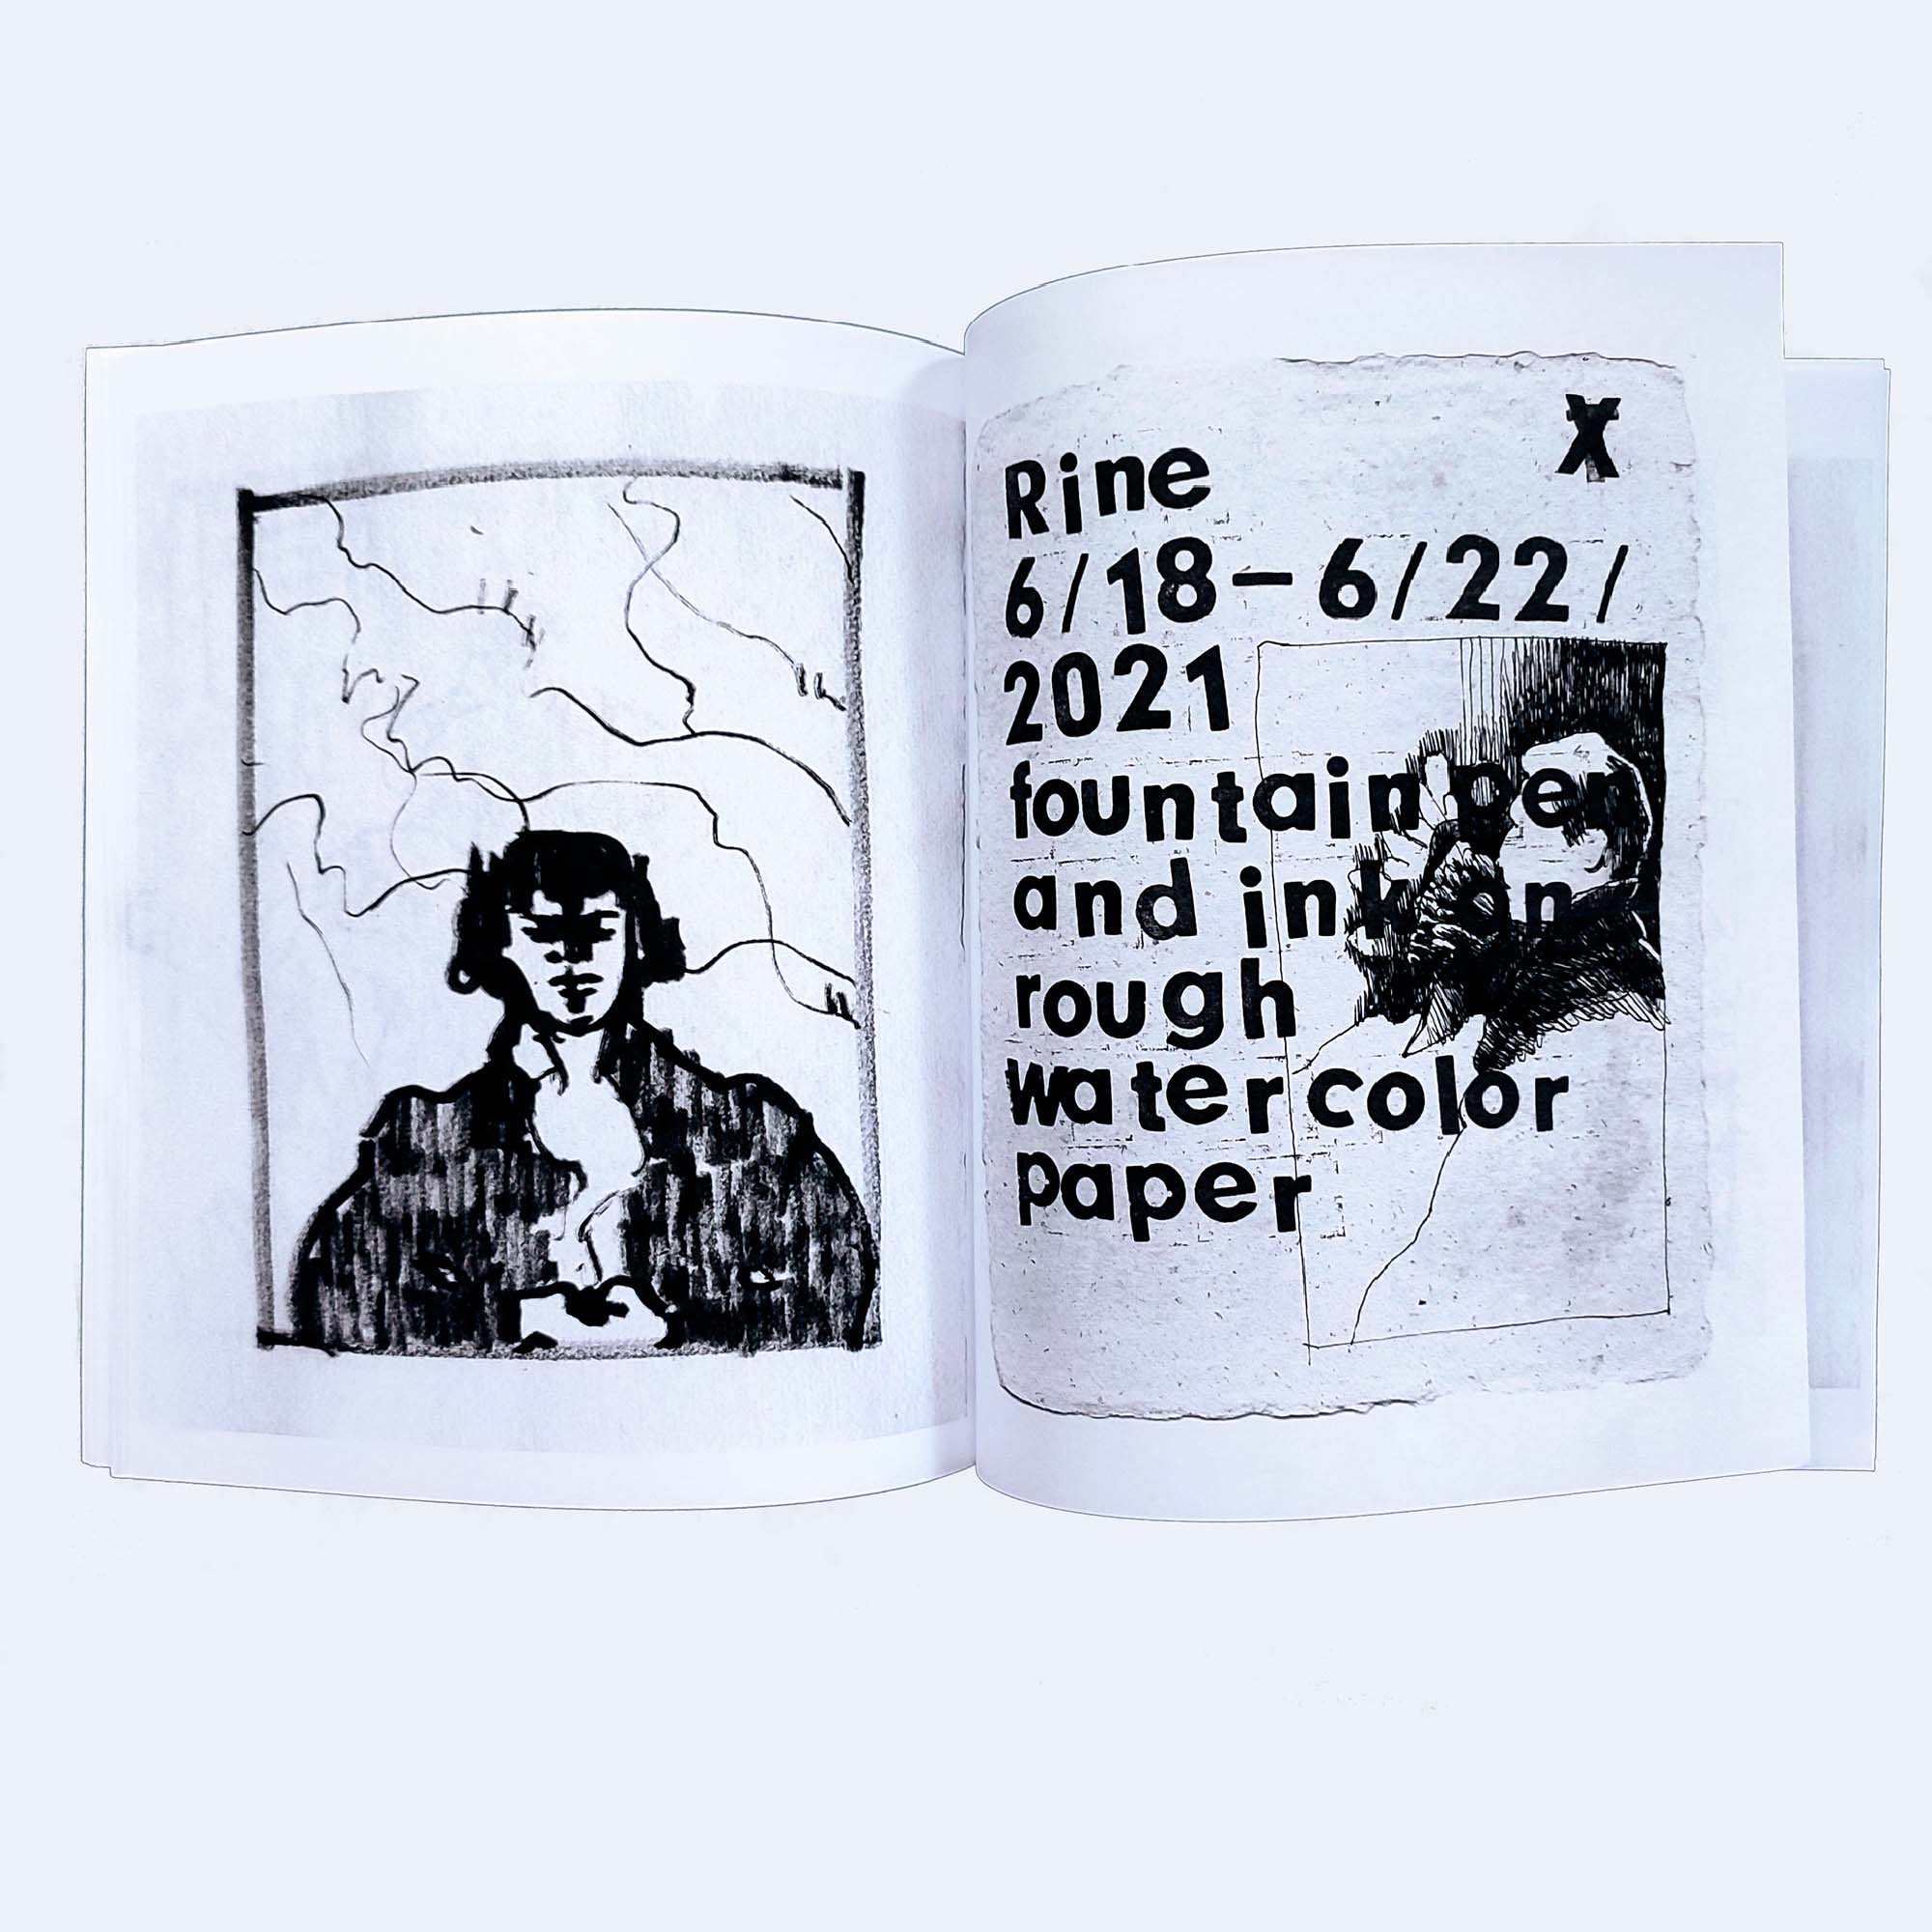 X
Rine
6/18-6/22/
2021
fountain pen
and ink on
rough
watercolor
paper